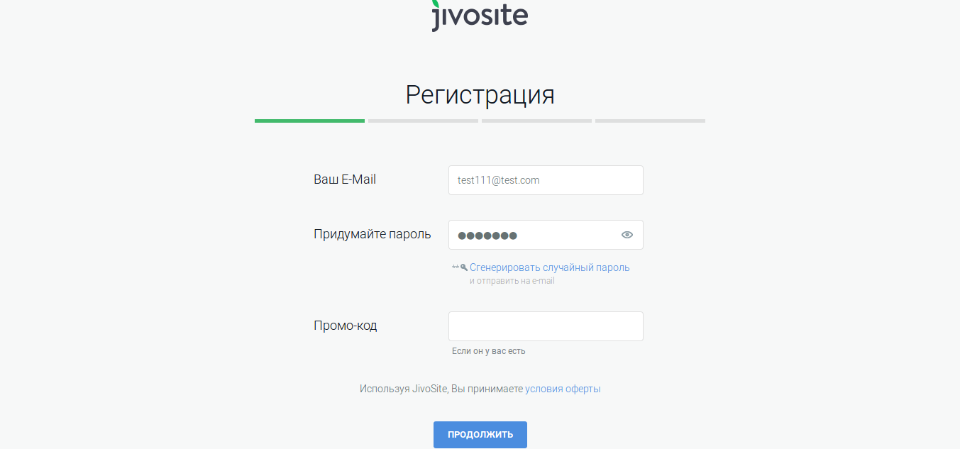 jivosite
Регистрация
Ваш E-Mail
test111@test.com
Придумайте пароль
●●●●●●●
Сгенерировать случайный пароль
и отправить на e-mail
Промо-код
Если он у вас есть
Используя JivoSite, Вы принимаете условия оферты
ПРОДОЛЖИТЬ